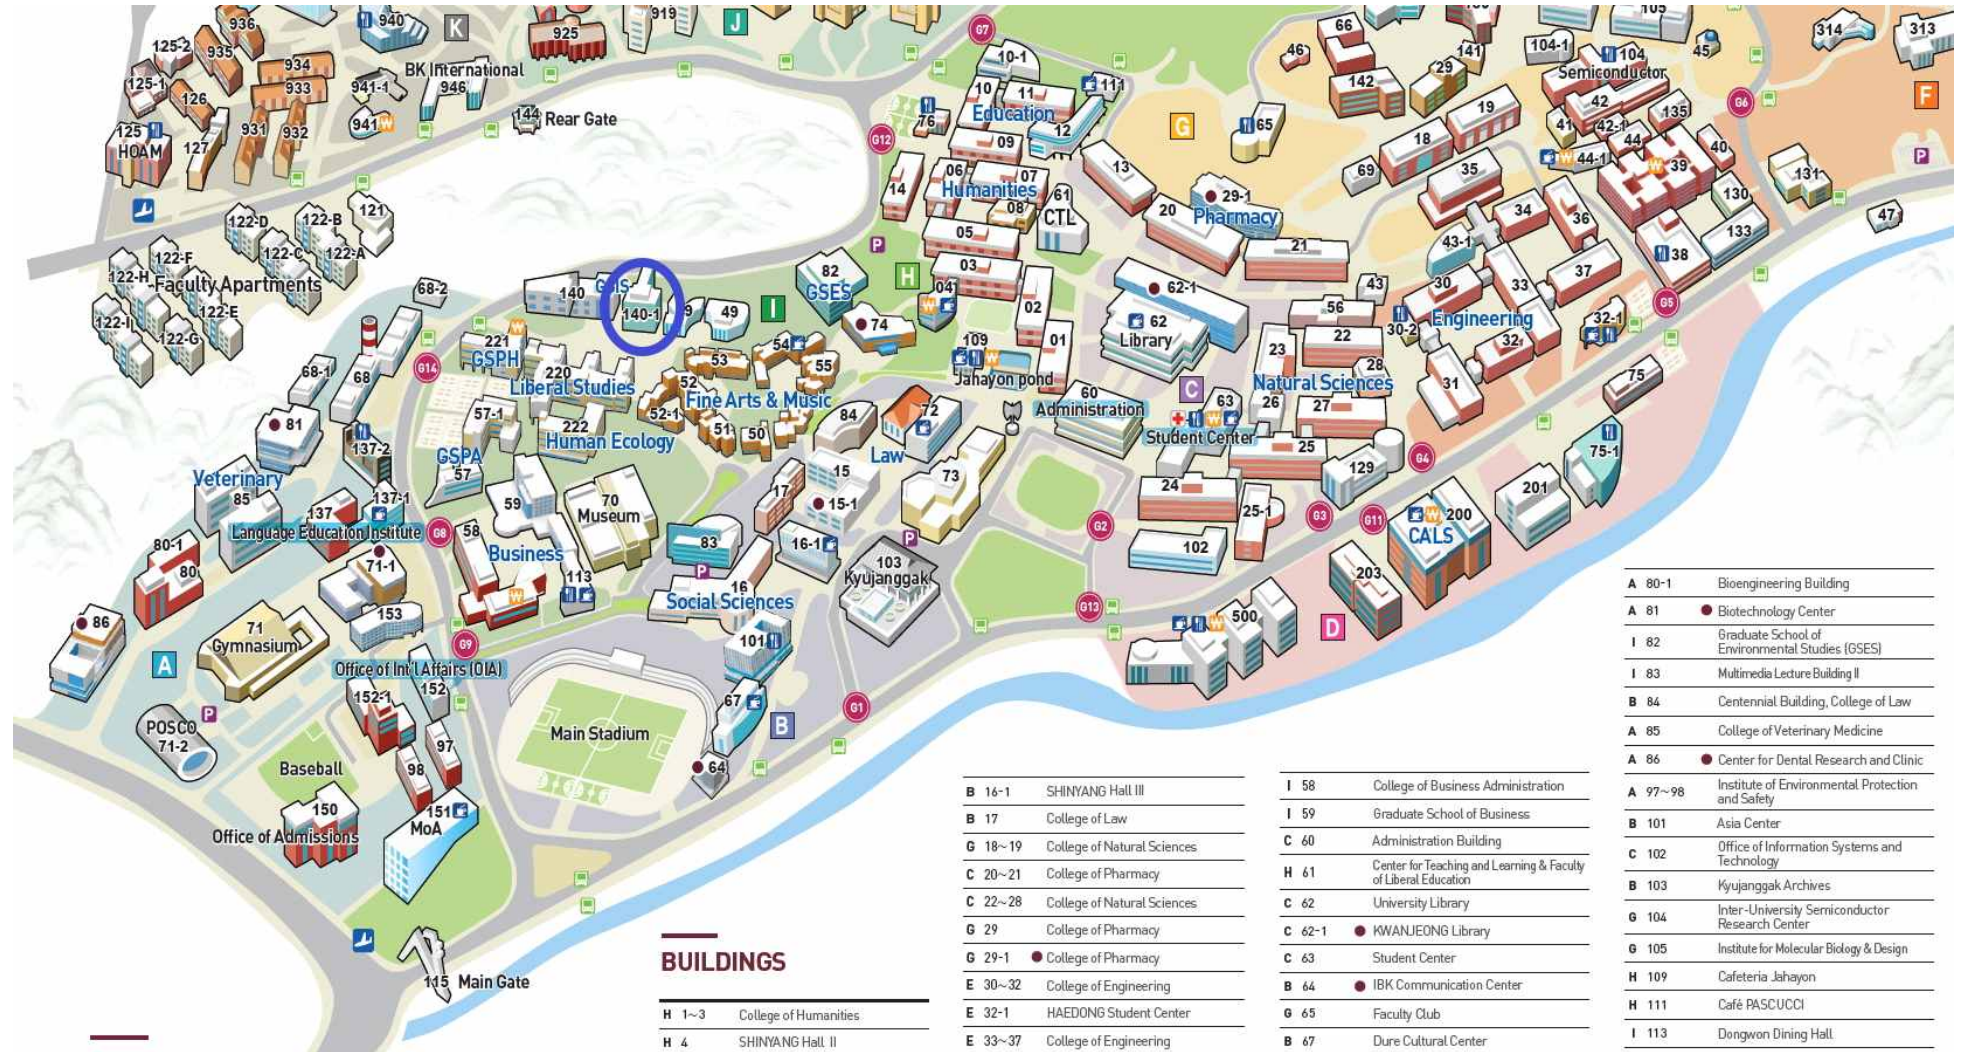 936
940
K
919
J
925
G7
66
130
105
314
313
125-2
935
934
BK International
46
141
104-1
104
45
Semiconductor
125-1
126
933
941-1
946
10-1
111
142
29
F
10
11
Education
19
42
135
G6
125
HOAM
127
931
932
941
144
Rear Gate
76
G12
12
G
65
18
41
42-1
44
40
09
13
69
35
44-1
39
P
14
06
07
Humanities
61
29-1
34
36
130
131
122-D
122-B
121
08
CTL
20
Pharmacy
47
122-F
122-C
122-A
P
05
21
43-1
38
133
122-H
Faculty Apartments
68-2
140
GSIS
82
GSES
H
03
04
62-1
43
30
33
37
G5
122-I
122-E
122-G
140-1
9
49
I
74
02
62
Library
56
30-2
Engineering
32-1
221
GSPH
53
54
109
01
23
22
32
68-1
68
G14
220
Liberal Studies
52
55
Jahayon pond
60
C
28
Natural Sciences
31
75
Fine Arts & Music
81
57-1
222
52-1
51
50
84
72
Administration
63
26
27
Human Ecology
Student Center
137-2
GSPA
57
Law
25
129
G4
75-1
Veterinary
85
15
73
24
201
137-1
137
59
70
Museum
17
15-1
25-1
G3
G11
200
CALS
Language Education Institute
G8
58
Business
83
16-1
G2
102
P
80-1
80
71-1
113
P
16
103
Kyujanggak
203
153
Social Sciences
G13
500
D
86
71
Gymnasium
G9
101
A
Office of Int'l Affairs (OIA)
152
152-1
67
G1
B
P
POSCO
71-2
97
Main Stadium
98
64
Baseball
150
151
MoA
Office of Admissions
115
Main Gate
BUILDINGS
H 1~3 College of Humanities
H 4 SHINYANG Hall II
B 16-1 SHINYANG Hall III
B 17 College of Law
G 18~19 College of Natural Sciences
C 20~21 College of Pharmacy
C 22~28 College of Natural Sciences
G 29 College of Pharmacy
G 29-1 College of Pharmacy
E 30~32 College of Engineering
E 32-1 HAEDONG Student Center
E 33~37 College of Engineering
I 58 College of Business Administration
I 59 Graduate School of Business
C 60 Administration Building
H 61 Center for Teaching and Learning & Faculty
of Liberal Education
C 62 University Library
C 62-1 KWANJEONG Library
C 63 Student Center
B 64 IBK Communication Center
G 65 Faculty Club
B 67 Dure Cultural Center
A 80-1 Bioengineering Building
A 81 Biotechnology Center
I 82 Graduate School of
Environmental Studies (GSES)
I 83 Multimedia Lecture Building II
B 84 Centennial Building, College of Law
A 85 College of Veterinary Medicine
A 86 Center for Dental Research and Clinic
A 97~98 Institute of Environmental Protection
and Safety
B 101 Asia Center
C 102 Office of Information Systems and
Technology
B 103 Kyujanggak Archives
G 104 Inter-University Semiconductor
Research Center
G 105 Institute for Molecular Biology & Design
H 109 Cafeteria Jahayon
H 111 Café PASCUCCI
I 113 Dongwon Dining Hall